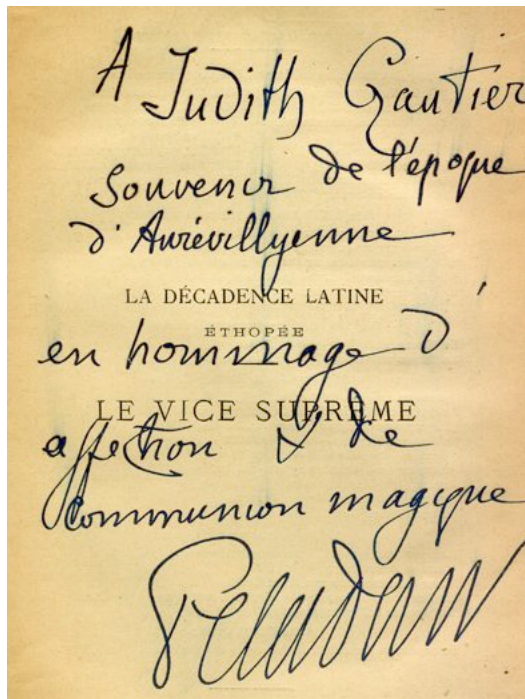 A Judith Gautier
souvenir de l'époque
d'Aurévillyenne
LA DÉCADENCE LATINE
ÉTHOPÉE
en hommage d'
LE VICE SUPRÊME
affection & de
communion magique
Peladan